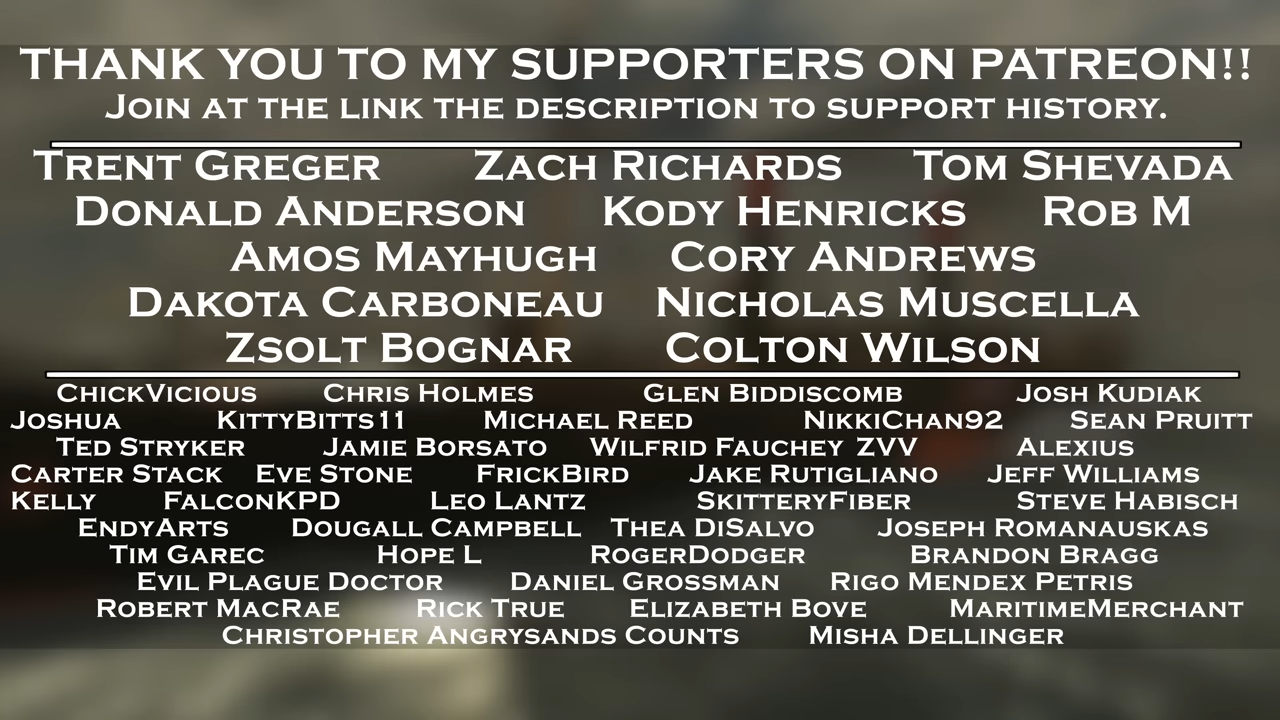 THANK YOU TO MY SUPPORTERS ON PATREON!!
JOIN AT THE LINK THE DESCRIPTION TO SUPPORT HISTORY.
TRENT GREGER ZACH RICHARDS TOM SHEVADA
DONALD ANDERSON KODY HENRICKS ROB M
AMOS MAYHUGH CORY ANDREWS
DAKOTA CARBONEAU NICHOLAS MUSCELLA
ZSOLT BOGNAR COLTON WILSON
CHICKVICIOUS CHRIS HOLMES GLEN BIDDISCOMB JOSH KUDIAK
JOSHUA KITTYBITTS11 MICHAEL REED NIKKICHAN92 SEAN PRUITT
TED STRYKER JAMIE BORSATO WILFRID FAUCHEY ZVV ALEXIUS
CARTER STACK EVE STONE FRICKBIRD JAKE RUTIGLIANO JEFF WILLIAMS
KELLY FALCONKPD LEO LANTZ SKITTERYFIBER STEVE HABISCH
ENDYARTS DOUGALL CAMPBELL THEA DISALVO JOSEPH ROMANAUSKAS
TIM GAREC HOPE L ROGERDODGER BRANDON BRAGG
EVIL PLAGUE DOCTOR DANIEL GROSSMAN RIGO MENDEX PETRIS
ROBERT MACRAE RICK TRUE ELIZABETH BOVE MARITIMEMERCHANT
CHRISTOPHER ANGRYSANDS COUNTS MISHA DELLINGER